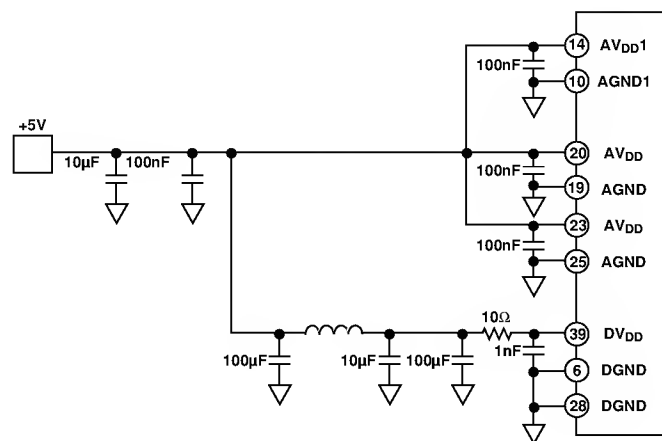 14 AVDD1
100nF
10 AGND1
+5V
10μF 100nF
20 AVDD
100nF
19 AGND
23 AVDD
100nF
25 AGND
10Ω
39 DVDD
100μF 10μF 100μF 1nF
6 DGND
28 DGND